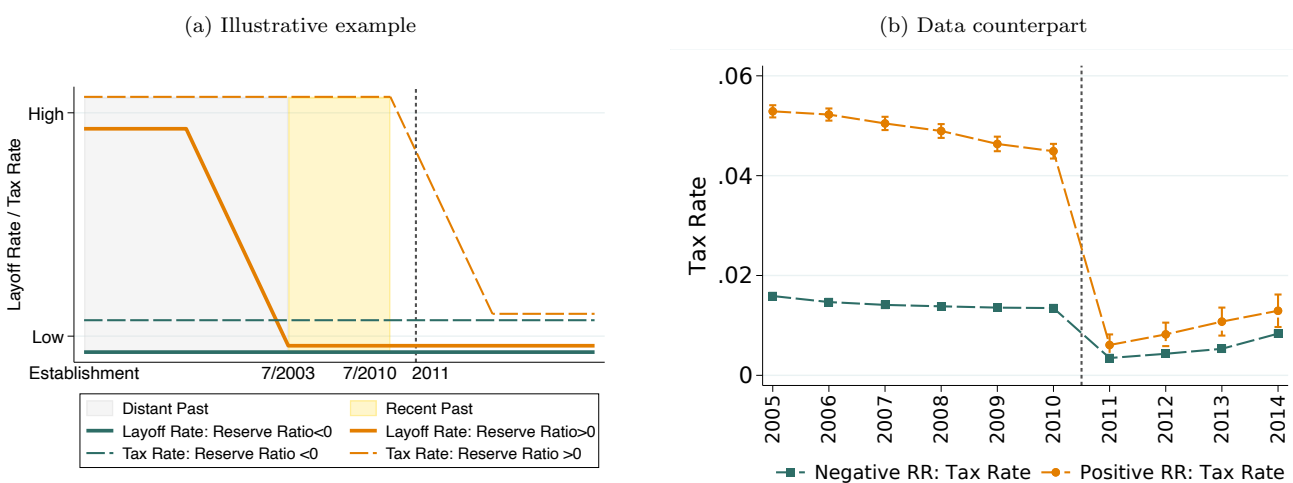 (a) Illustrative example
Layoff Rate / Tax Rate
High
Low
Establishment 7/2003 7/2010 2011
Distant Past Recent Past
Layoff Rate: Reserve Ratio<0 Layoff Rate: Reserve Ratio>0
Tax Rate: Reserve Ratio <0 Tax Rate: Reserve Ratio >0
(b) Data counterpart
Tax Rate
.06
.04
.02
0
2005 2006 2007 2008 2009 2010 2011 2012 2013 2014
Negative RR: Tax Rate Positive RR: Tax Rate